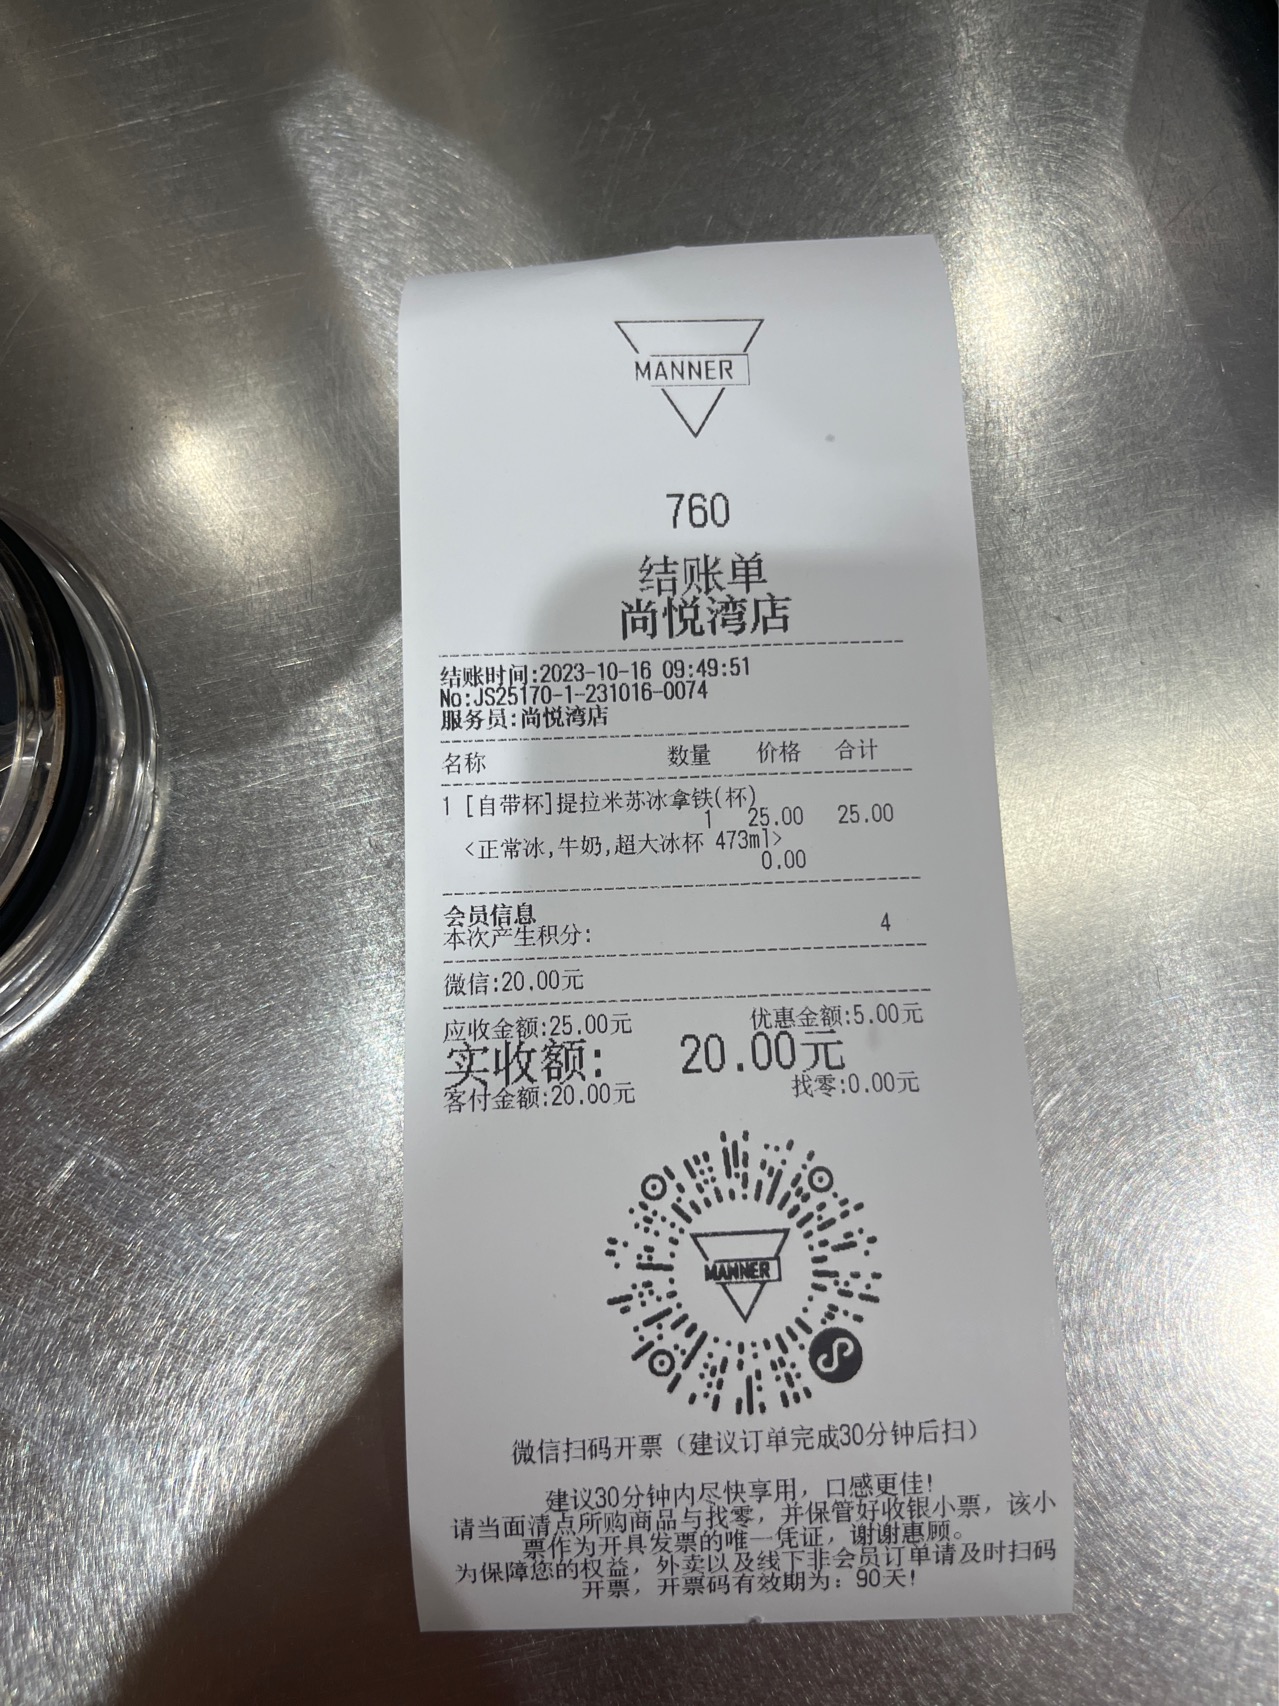 MANNER
760
结账单
尚悦湾店
结账时间:2023-10-16 09:49:51
No:JS25170-1-231016-0074
服务员:尚悦湾店
名称 数量 价格 合计
1 [自带杯]提拉米苏冰拿铁(杯)
1 25.00 25.00
<正常冰,牛奶,超大冰杯 473ml>
0.00
会员信息
本次产生积分: 4
微信:20.00元
应收金额:25.00元 优惠金额:5.00元
实收额: 20.00元
客付金额:20.00元 找零:0.00元
MANNER
微信扫码开票（建议订单完成30分钟后扫）
建议30分钟内尽快享用，口感更佳!
请当面清点所购商品与找零，并保管好收银小票，该小
票作为开具发票的唯一凭证，谢谢惠顾。
为保障您的权益，外卖以及线下非会员订单请及时扫码
开票，开票码有效期为：90天!